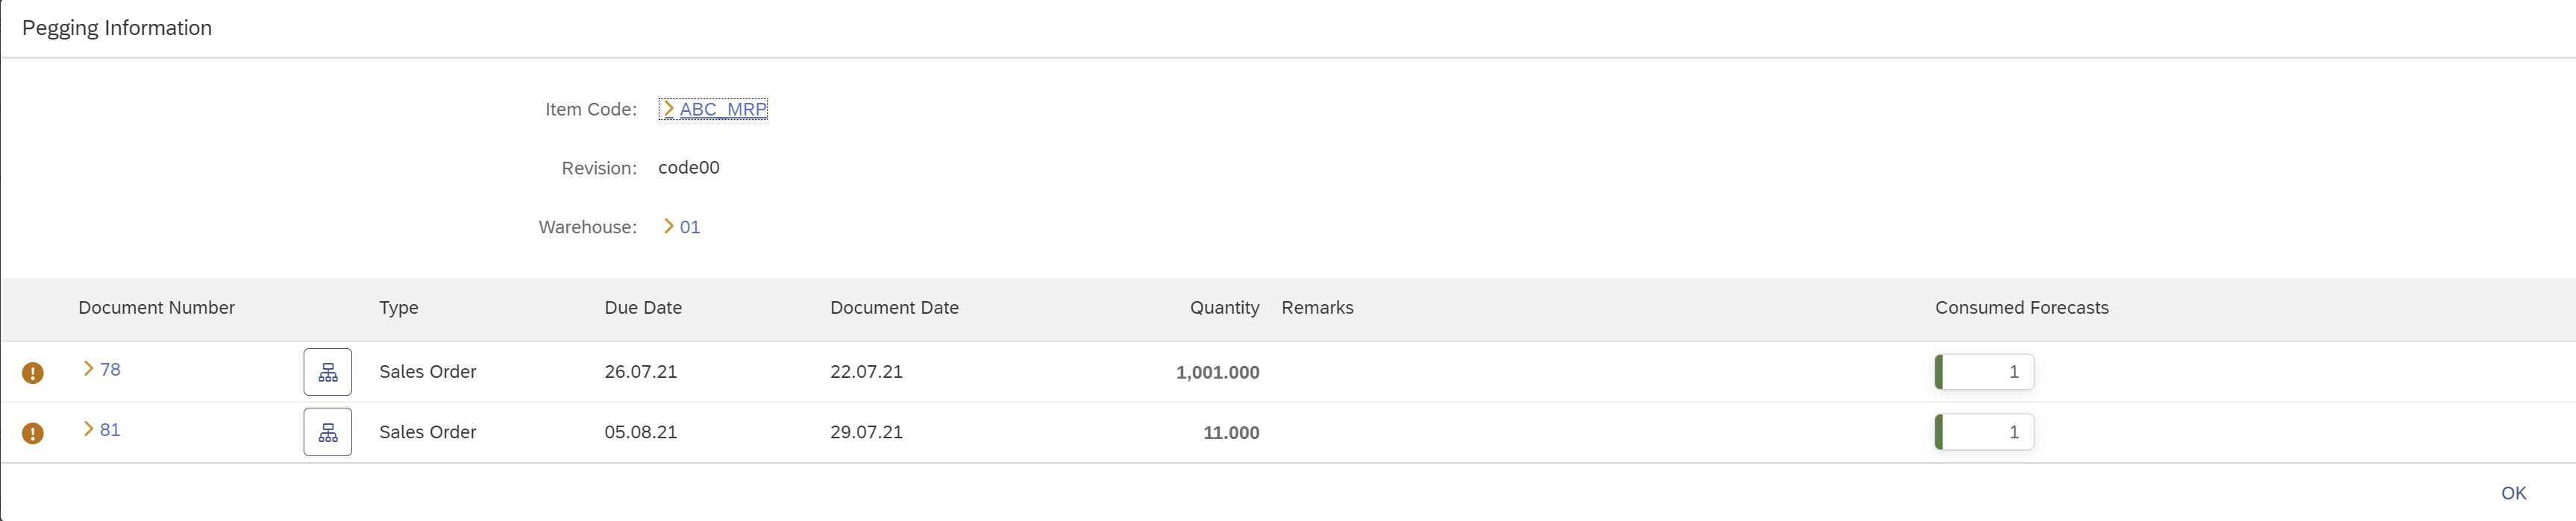 Pegging Information
Item Code: ABC_MRP
Revision: code00
Warehouse: 01
Document Number Type Due Date Document Date Quantity Remarks Consumed Forecasts
78 Sales Order 26.07.21 22.07.21 1,001.000 1
81 Sales Order 05.08.21 29.07.21 11.000 1
OK